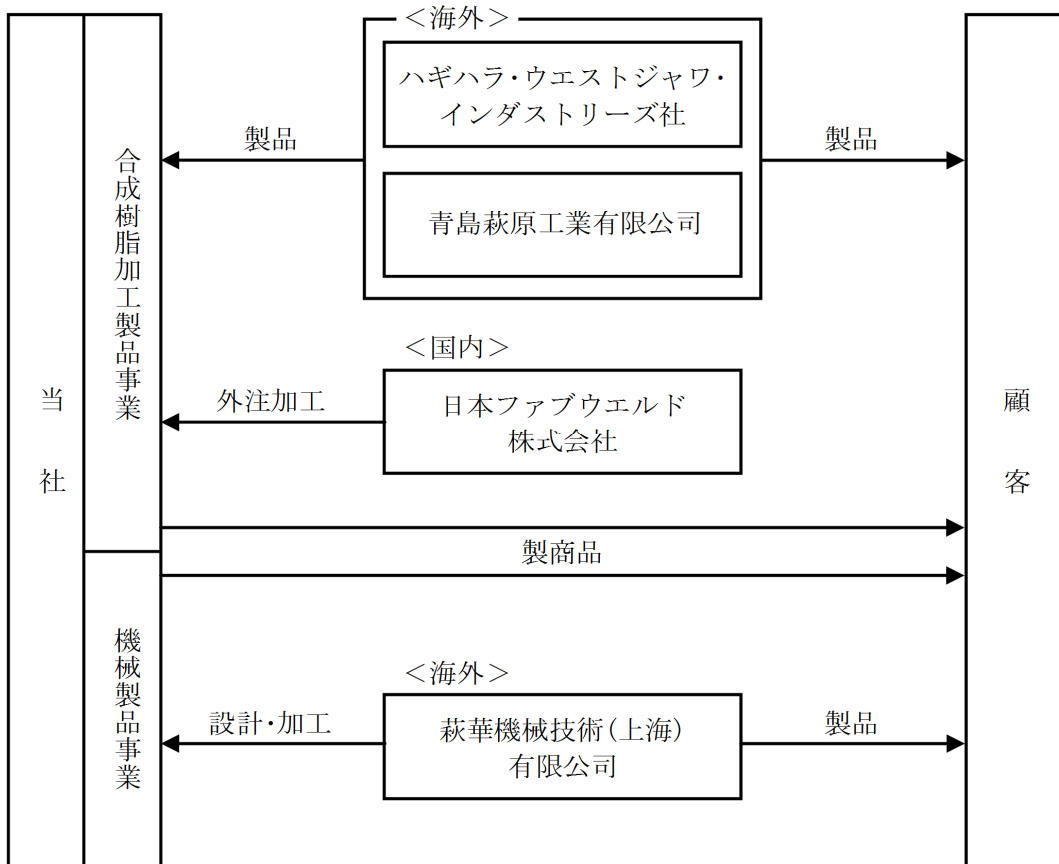 当社
合成樹脂加工製品事業
機械製品事業
＜海外＞
ハギハラ・ウエストジャワ・
インダストリーズ社
製品
製品
青島萩原工業有限公司
＜国内＞
外注加工
日本ファブウエルド
株式会社
製商品
＜海外＞
設計・加工
萩華機械技術(上海)
有限公司
製品
顧客